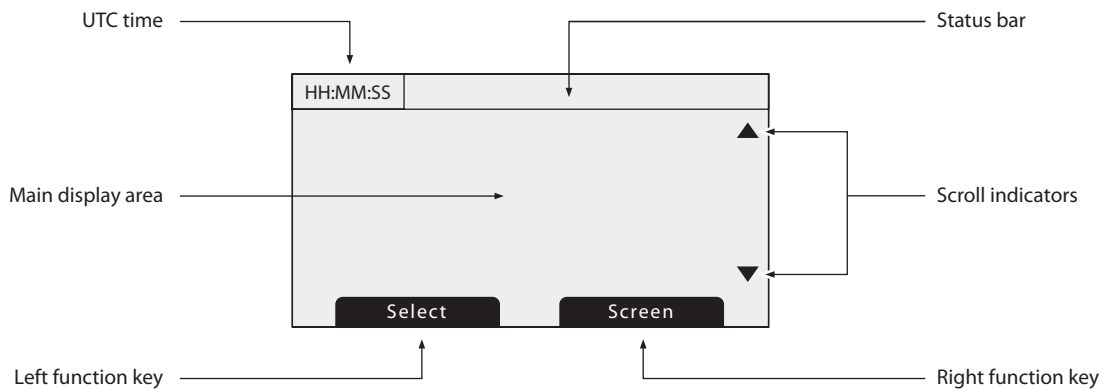 UTC time
Status bar
HH:MM:SS
Main display area
Scroll indicators
Select
Screen
Left function key
Right function key